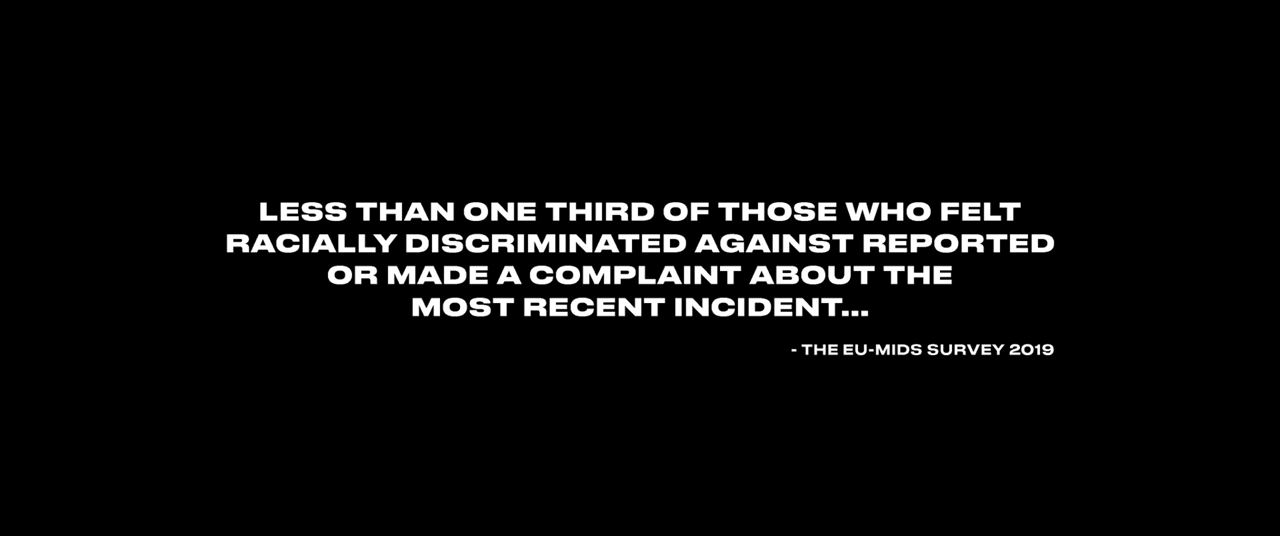 LESS THAN ONE THIRD OF THOSE WHO FELT
RACIALLY DISCRIMINATED AGAINST REPORTED
OR MADE A COMPLAINT ABOUT THE
MOST RECENT INCIDENT...
- THE EU-MIDS SURVEY 2019